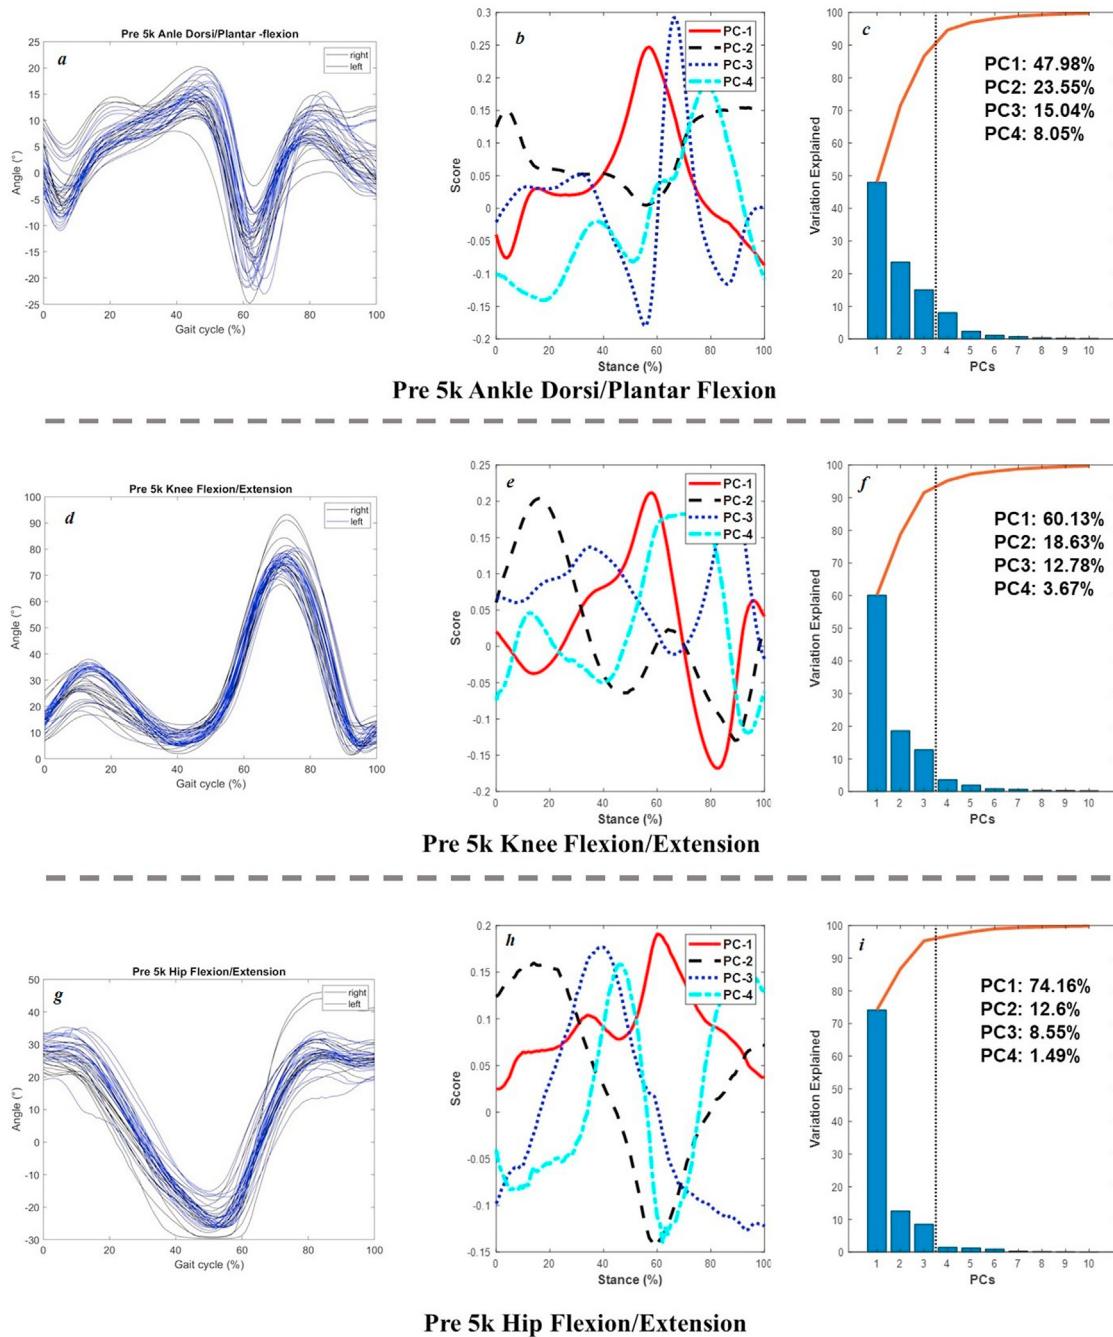 Pre 5k Anle Dorsi/Plantar -flexion
a
right
left
25
20
15
10
5
0
-5
-10
-15
-20
-25
Angle (°)
0 20 40 60 80 100
Gait cycle (%)
b
PC-1
PC-2
PC-3
PC-4
0.3
0.25
0.2
0.15
0.1
0.05
0
-0.05
-0.1
-0.15
-0.2
Score
0 20 40 60 80 100
Stance (%)
c
PC1: 47.98%
PC2: 23.55%
PC3: 15.04%
PC4: 8.05%
100
90
80
70
60
50
40
30
20
10
0
Variation Explained
1 2 3 4 5 6 7 8 9 10
PCs
Pre 5k Ankle Dorsi/Plantar Flexion
Pre 5k Knee Flexion/Extension
d
right
left
100
90
80
70
60
50
40
30
20
10
0
Angle (°)
0 20 40 60 80 100
Gait cycle (%)
e
PC-1
PC-2
PC-3
PC-4
0.25
0.2
0.15
0.1
0.05
0
-0.05
-0.1
-0.15
-0.2
Score
0 20 40 60 80 100
Stance (%)
f
PC1: 60.13%
PC2: 18.63%
PC3: 12.78%
PC4: 3.67%
100
90
80
70
60
50
40
30
20
10
0
Variation Explained
1 2 3 4 5 6 7 8 9 10
PCs
Pre 5k Knee Flexion/Extension
Pre 5k Hip Flexion/Extension
g
right
left
50
40
30
20
10
0
-10
-20
-30
Angle (°)
0 20 40 60 80 100
Gait cycle (%)
h
PC-1
PC-2
PC-3
PC-4
0.2
0.15
0.1
0.05
0
-0.05
-0.1
-0.15
Score
0 20 40 60 80 100
Stance (%)
i
PC1: 74.16%
PC2: 12.6%
PC3: 8.55%
PC4: 1.49%
100
90
80
70
60
50
40
30
20
10
0
Variation Explained
1 2 3 4 5 6 7 8 9 10
PCs
Pre 5k Hip Flexion/Extension